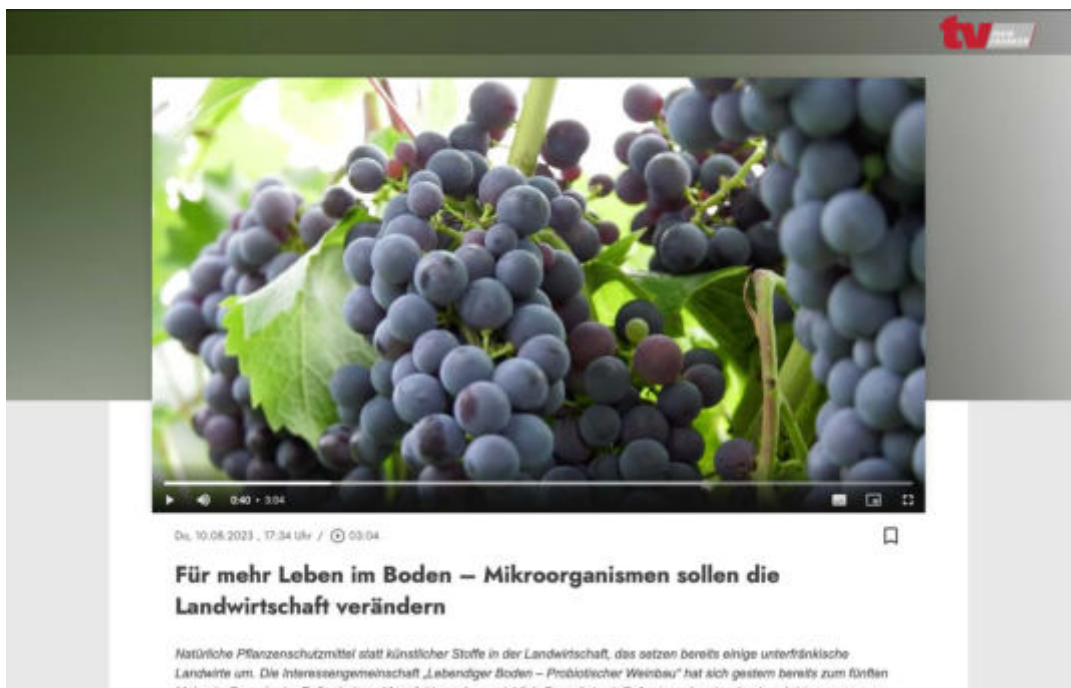 tv
0:40 • 3:04
Do, 10.08.2023 , 17:34 Uhr / 03:04
Für mehr Leben im Boden – Mikroorganismen sollen die
Landwirtschaft verändern
Natürliche Pflanzenschutzmittel statt künstlicher Stoffe in der Landwirtschaft, das setzen bereits einige unterfränkische
Landwirte um. Die Interessengemeinschaft „Lebendiger Boden – Probiotischer Weinbau" hat sich gestern bereits zum fünften